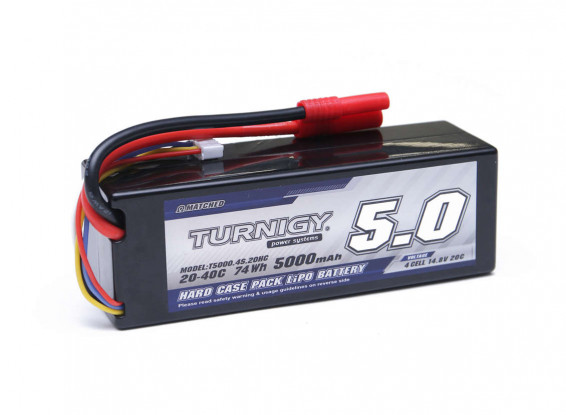 Ω MATCHED
TURNIGY®
power systems
5.0
MODEL:T5000.4S.20HC
20-40C 74Wh 5000mAh
4 CELL 14.8V 20C
HARD CASE PACK LiPO BATTERY
Please read safety warning & usage guidelines on reverse side